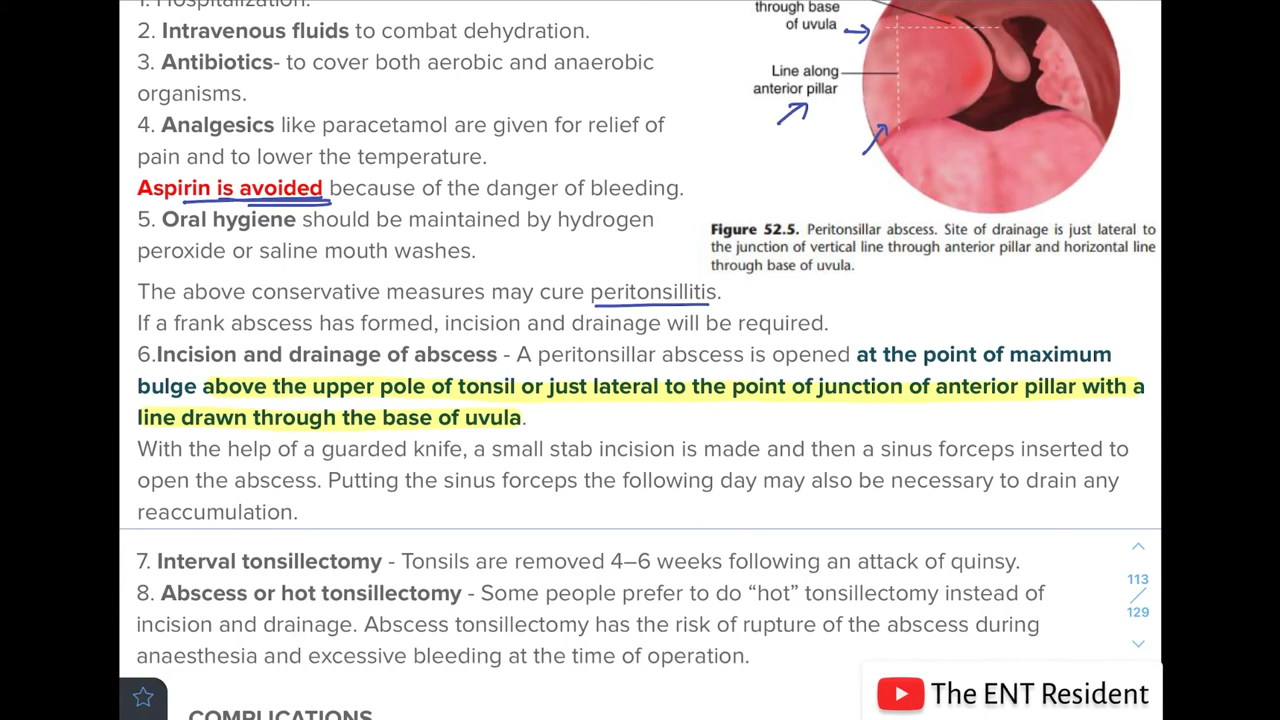 1. Hospitalization.
2. Intravenous fluids to combat dehydration.
3. Antibiotics- to cover both aerobic and anaerobic
organisms.
4. Analgesics like paracetamol are given for relief of
pain and to lower the temperature.
Aspirin is avoided because of the danger of bleeding.
5. Oral hygiene should be maintained by hydrogen
peroxide or saline mouth washes.
through base
of uvula
Line along
anterior pillar
Figure 52.5. Peritonsillar abscess. Site of drainage is just lateral to
the junction of vertical line through anterior pillar and horizontal line
through base of uvula.
The above conservative measures may cure peritonsillitis.
If a frank abscess has formed, incision and drainage will be required.
6.Incision and drainage of abscess - A peritonsillar abscess is opened at the point of maximum
bulge above the upper pole of tonsil or just lateral to the point of junction of anterior pillar with a
line drawn through the base of uvula.
With the help of a guarded knife, a small stab incision is made and then a sinus forceps inserted to
open the abscess. Putting the sinus forceps the following day may also be necessary to drain any
reaccumulation.
7. Interval tonsillectomy - Tonsils are removed 4–6 weeks following an attack of quinsy.
8. Abscess or hot tonsillectomy - Some people prefer to do “hot” tonsillectomy instead of
incision and drainage. Abscess tonsillectomy has the risk of rupture of the abscess during
anaesthesia and excessive bleeding at the time of operation.
113
129
COMPLICATIONS
The ENT Resident